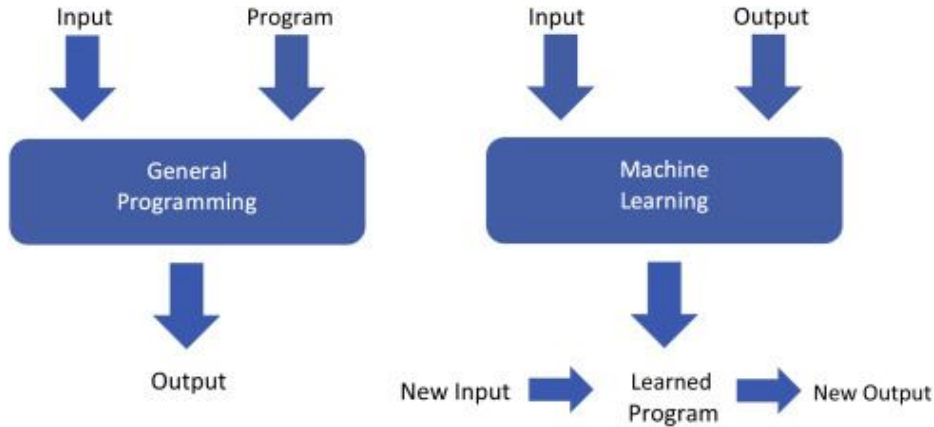 Input
Program
General
Programming
Output
Input
Output
Machine
Learning
New Input
Learned
Program
New Output